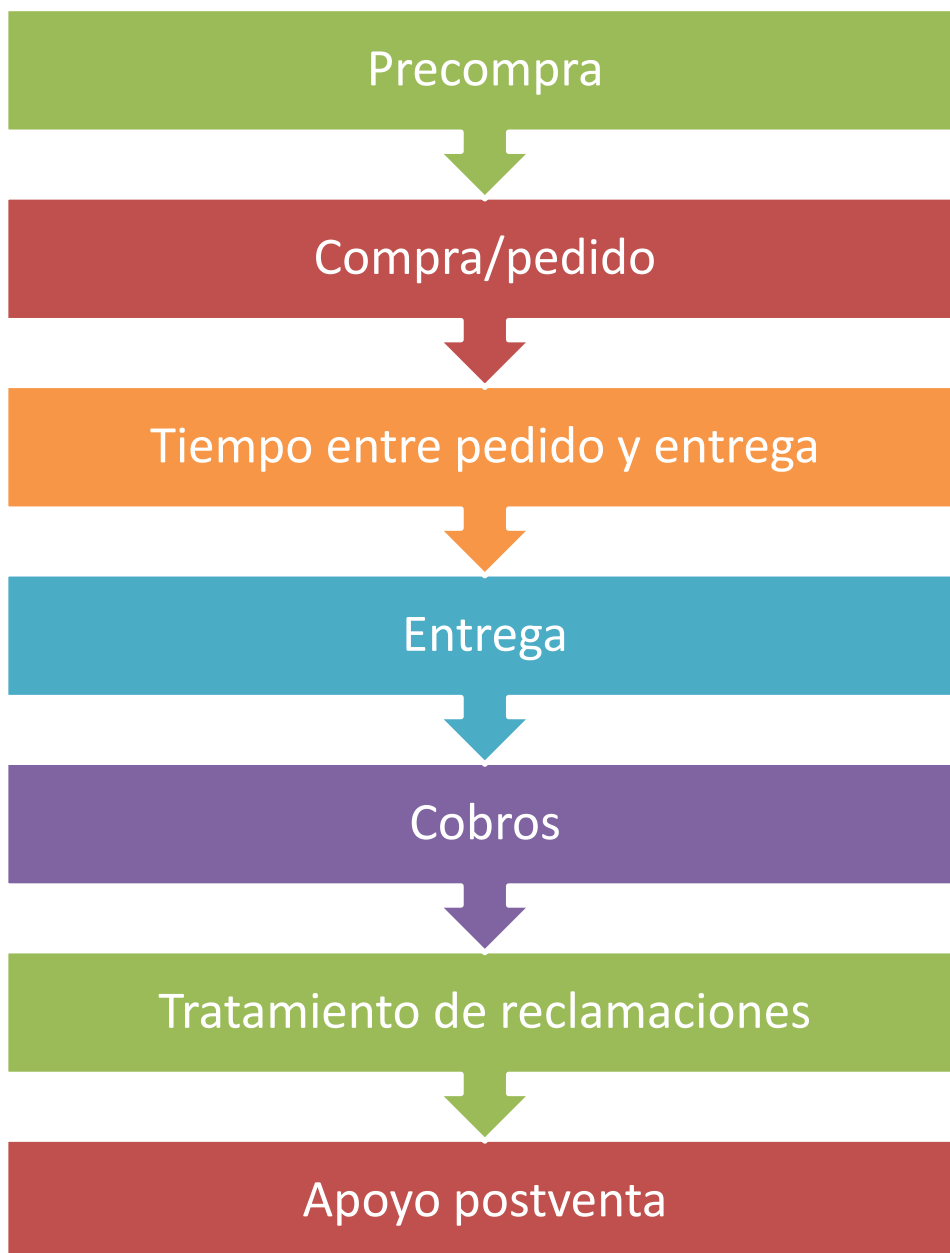 Precompra
Compra/pedido
Tiempo entre pedido y entrega
Entrega
Cobros
Tratamiento de reclamaciones
Apoyo postventa